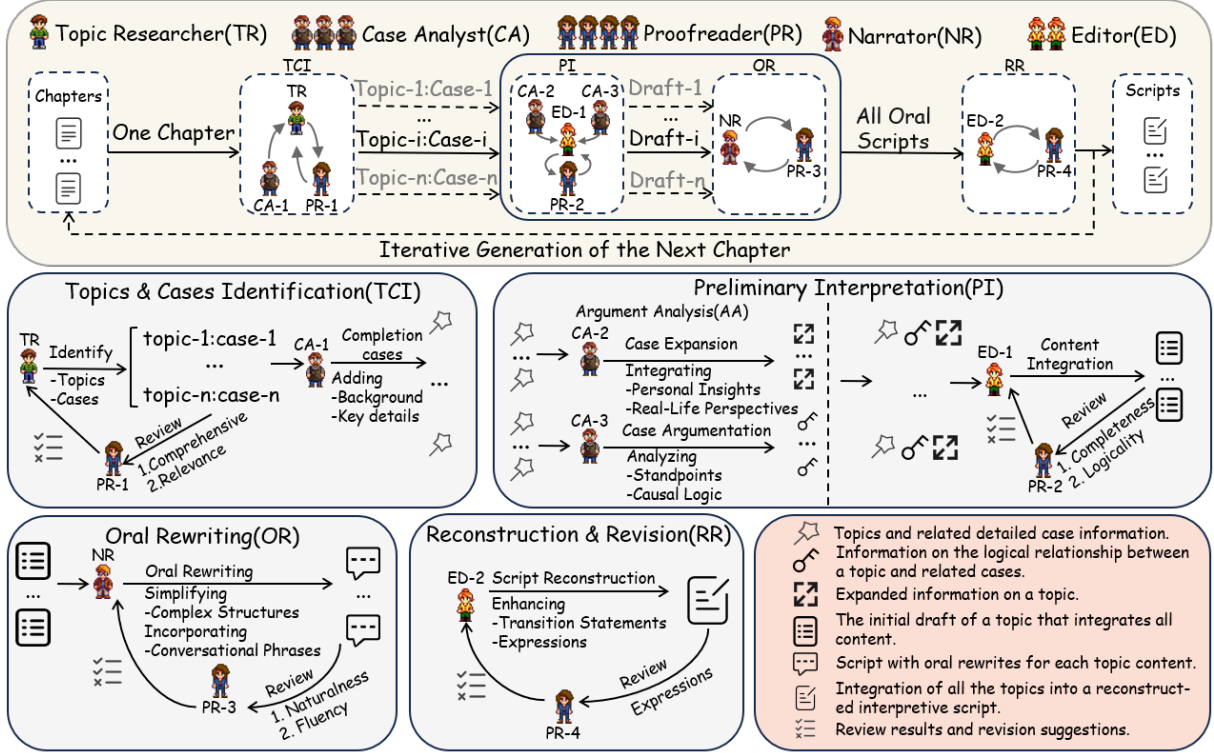 Topic Researcher(TR)
Case Analyst(CA)
Proofreader(PR)
Narrator(NR)
Editor(ED)
TCI
PI
OR
RR
Chapters
...
One Chapter
TR
CA-1
PR-1
Topic-1:Case-1
...
Topic-i:Case-i
Topic-n:Case-n
CA-2
CA-3
ED-1
PR-2
Draft-1
...
Draft-i
Draft-n
NR
PR-3
All Oral
Scripts
ED-2
PR-4
Scripts
...
Iterative Generation of the Next Chapter
Topics & Cases Identification(TCI)
TR
Identify
-Topics
-Cases
topic-1:case-1
...
topic-n:case-n
CA-1
Completion
cases
Adding
-Background
-Key details
...
Review
1.Comprehensive
2.Relevance
PR-1
Preliminary Interpretation(PI)
Argument Analysis(AA)
...
CA-2
Case Expansion
Integrating
-Personal Insights
-Real-Life Perspectives
...
...
CA-3
Case Argumentation
Analyzing
-Standpoints
-Causal Logic
...
...
ED-1
Content
Integration
...
Review
1. Completeness
2. Logicality
PR-2
Oral Rewriting(OR)
...
NR
Oral Rewriting
Simplifying
-Complex Structures
Incorporating
-Conversational Phrases
...
Review
1. Naturalness
2. Fluency
PR-3
Reconstruction & Revision(RR)
ED-2
Script Reconstruction
Enhancing
-Transition Statements
-Expressions
Review
Expressions
PR-4
Topics and related detailed case information.
Information on the logical relationship between
a topic and related cases.
Expanded information on a topic.
The initial draft of a topic that integrates all
content.
Script with oral rewrites for each topic content.
Integration of all the topics into a reconstruct-
ed interpretive script.
Review results and revision suggestions.